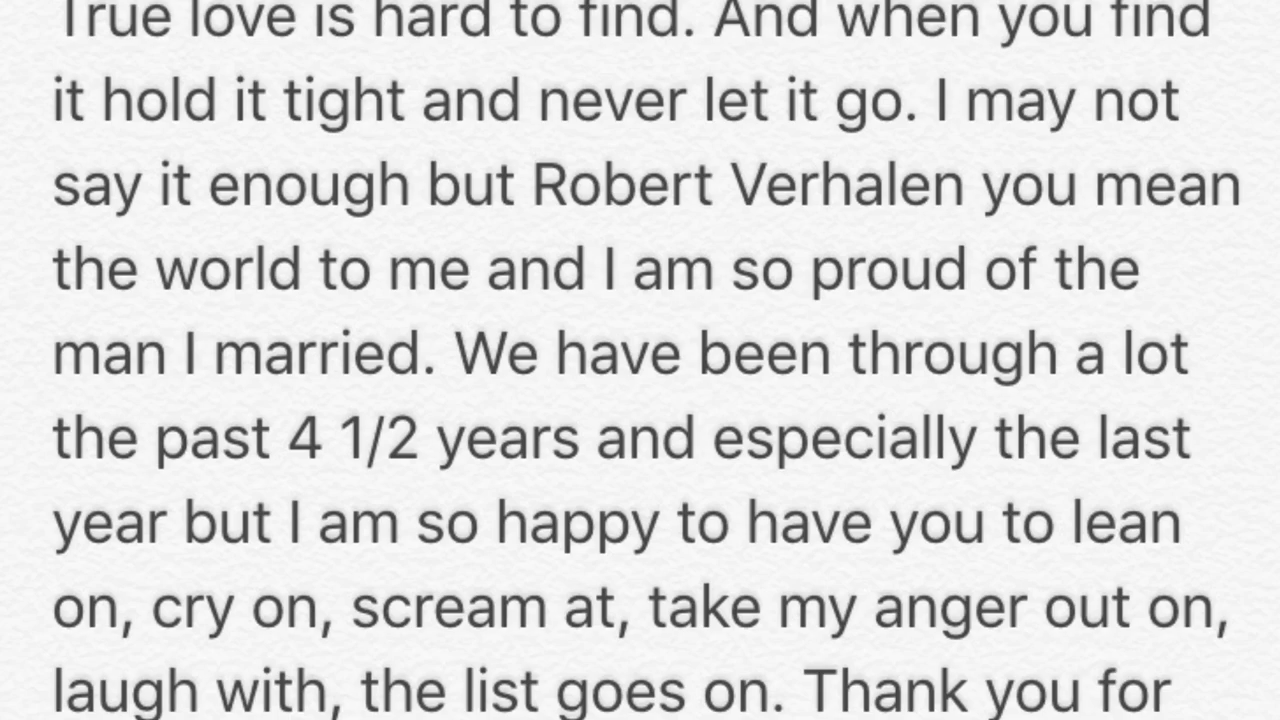 True love is hard to find. And when you find
it hold it tight and never let it go. I may not
say it enough but Robert Verhalen you mean
the world to me and I am so proud of the
man I married. We have been through a lot
the past 4 1/2 years and especially the last
year but I am so happy to have you to lean
on, cry on, scream at, take my anger out on,
laugh with, the list goes on. Thank you for